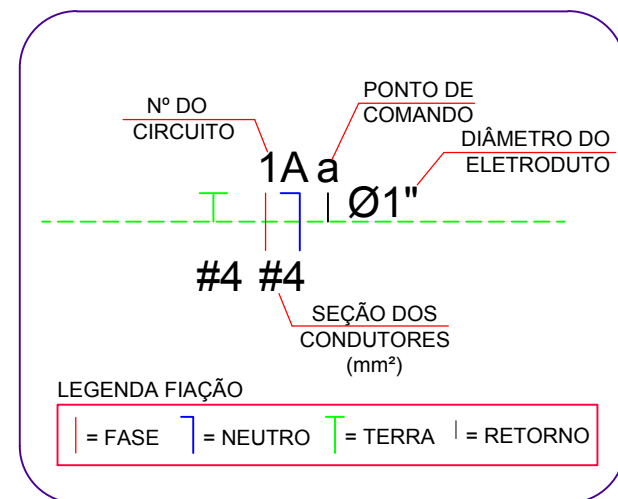 Nº DO
CIRCUITO
PONTO DE
COMANDO
DIÂMETRO DO
ELETRODUTO
1A a
Ø1"
#4 #4
SEÇÃO DOS
CONDUTORES
(mm²)
LEGENDA FIAÇÃO
= FASE = NEUTRO = TERRA = RETORNO